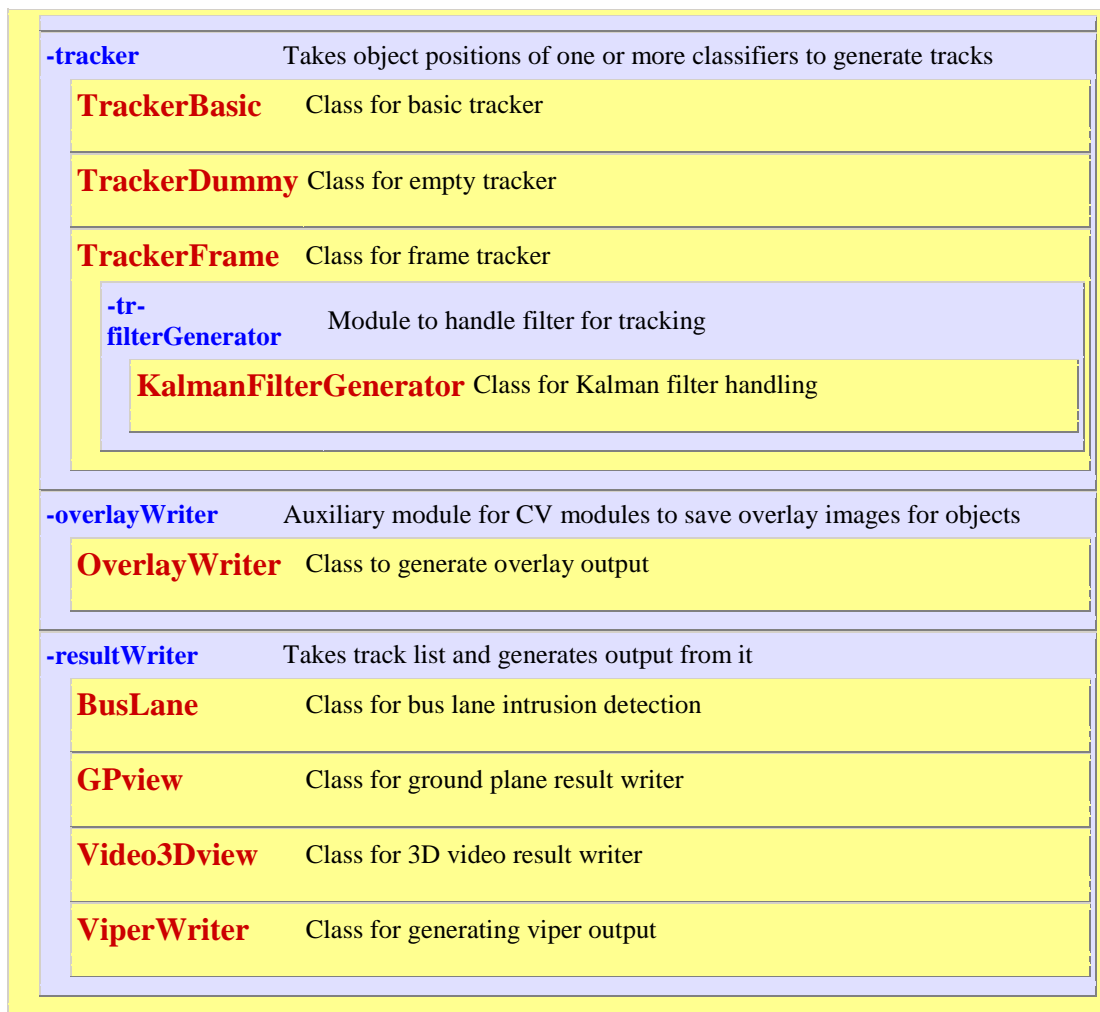 -tracker Takes object positions of one or more classifiers to generate tracks
TrackerBasic Class for basic tracker
TrackerDummy Class for empty tracker
TrackerFrame Class for frame tracker
-tr-
filterGenerator Module to handle filter for tracking
KalmanFilterGenerator Class for Kalman filter handling
-overlayWriter Auxiliary module for CV modules to save overlay images for objects
OverlayWriter Class to generate overlay output
-resultWriter Takes track list and generates output from it
BusLane Class for bus lane intrusion detection
GPview Class for ground plane result writer
Video3Dview Class for 3D video result writer
ViperWriter Class for generating viper output